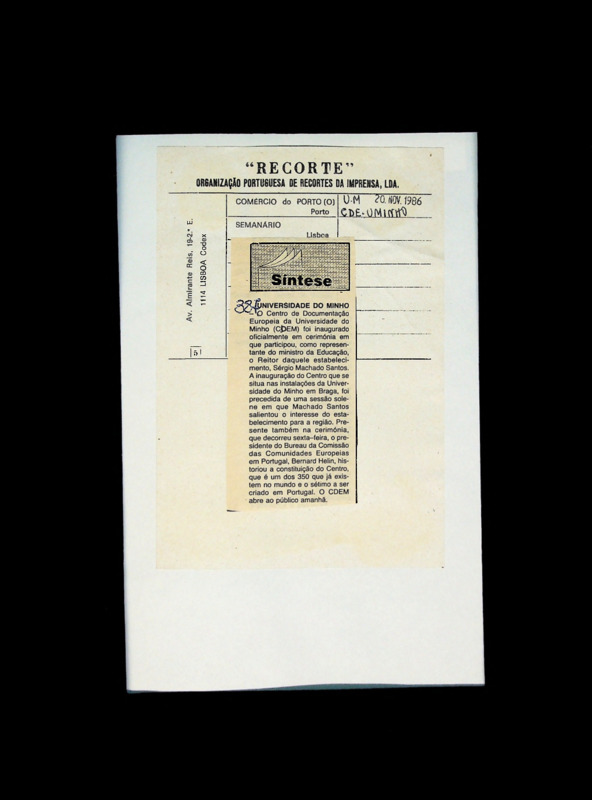 "RECORTE"
ORGANIZAÇÃO PORTUGUESA DE RECORTES DA IMPRENSA, LDA.
Av. Almirante Reis, 19-2.º E.
1114 LISBOA Codex
COMÉRCIO do PORTO (O)
Porto
SEMANÁRIO
Lisboa
U.M 20. NOV. 1986
CDE-UMINHO
Síntese
UNIVERSIDADE DO MINHO
O Centro de Documentação
Europeia da Universidade do
Minho (CDEM) foi inaugurado
oficialmente em cerimónia em
que participou, como represen-
tante do ministro da Educação,
o Reitor daquele estabeleci-
mento, Sérgio Machado Santos.
A inauguração do Centro que se
situa nas instalações da Univer-
sidade do Minho em Braga, foi
precedida de uma sessão sole-
ne em que Machado Santos
salientou o interesse do esta-
belecimento para a região. Pre-
sente também na cerimónia,
que decorreu sexta-feira, o pre-
sidente do Bureau da Comissão
das Comunidades Europeias
em Portugal, Bernard Helin, his-
toriou a constituição do Centro,
que é um dos 350 que já exis-
tem no mundo e o sétimo a ser
criado em Portugal. O CDEM
abre ao público amanhã.